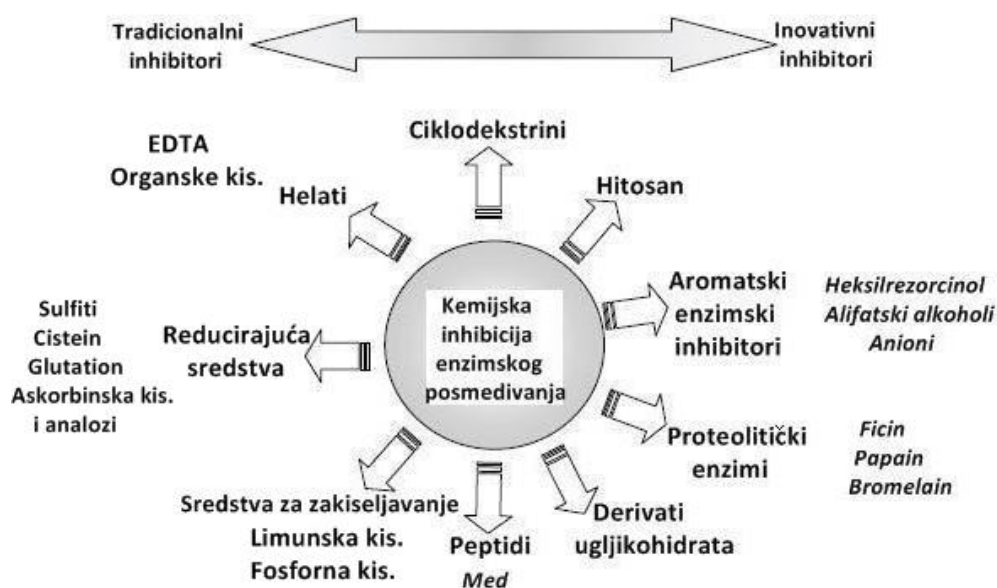 Tradicionalni
inhibitori
Inovativni
inhibitori
Ciklodekstrini
EDTA
Organske kis.
Helati
Hitosan
Aromatski
enzimski
inhibitori
Heksilrezorcinol
Alifatski alkoholi
Anioni
Kemijska
inhibicija
enzimskog
posmeđivanja
Sulfiti
Cistein
Glutation
Askorbinska kis.
i analozi
Reducirajuća
sredstva
Proteolitički
enzimi
Ficin
Papain
Bromelain
Sredstva za zakiseljavanje
Limunska kis.
Fosforna kis.
Peptidi
Med
Derivati
ugljikohidrata